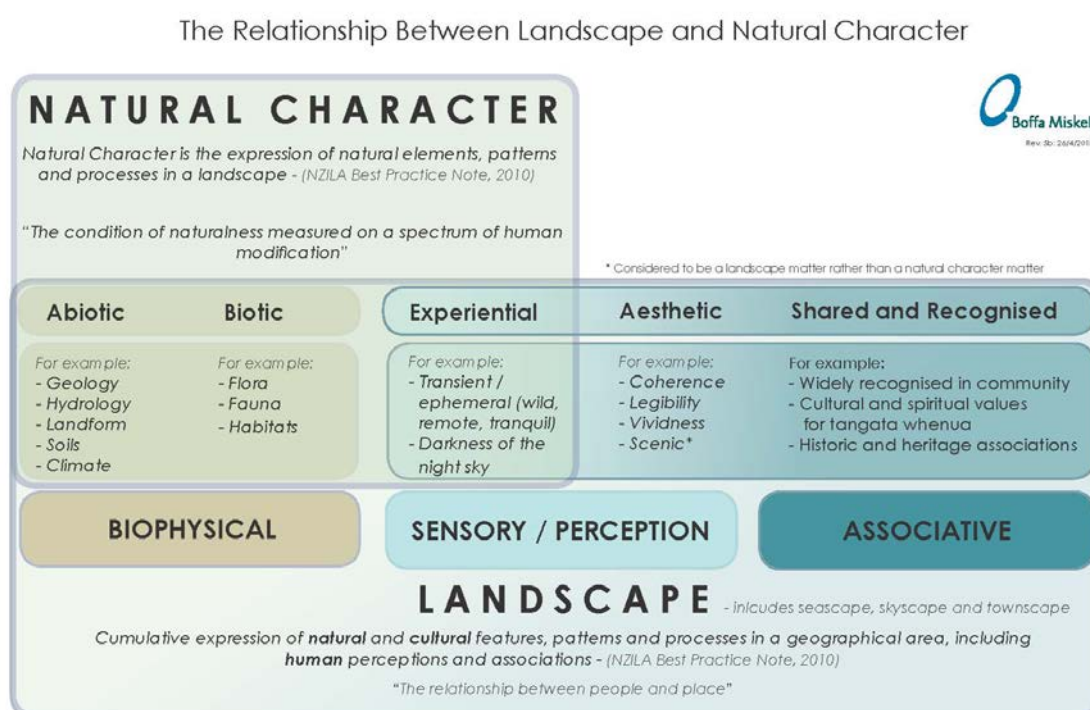 The Relationship Between Landscape and Natural Character
NATURAL CHARACTER
Natural Character is the expression of natural elements, patterns
and processes in a landscape - (NZILA Best Practice Note, 2010)
"The condition of naturalness measured on a spectrum of human
modification"
Boffa
* Considered to be a landscape matter rather than a natural character matter
Abiotic
For example:
- Geology
- Hydrology
- Landform
- Soils
- Climate
Biotic
For example:
- Flora
- Fauna
- Habitats
Experiential
For example:
- Transient /
ephemeral (wild,
remote, tranquil)
- Darkness of the
night sky
Aesthetic
For example:
- Coherence
- Legibility
- Vividness
- Scenic*
Shared and Recognised
For example:
- Widely recognised in community
- Cultural and spiritual values
for tangata whenua
- Historic and heritage associations
BIOPHYSICAL
SENSORY / PERCEPTION
ASSOCIATIVE
LANDSCAPE - inlcudes seascape, skyscape and townscape
Cumulative expression of natural and cultural features, patterns and processes in a geographical area, including
human perceptions and associations - (NZILA Best Practice Note, 2010)
"The relationship between people and place"